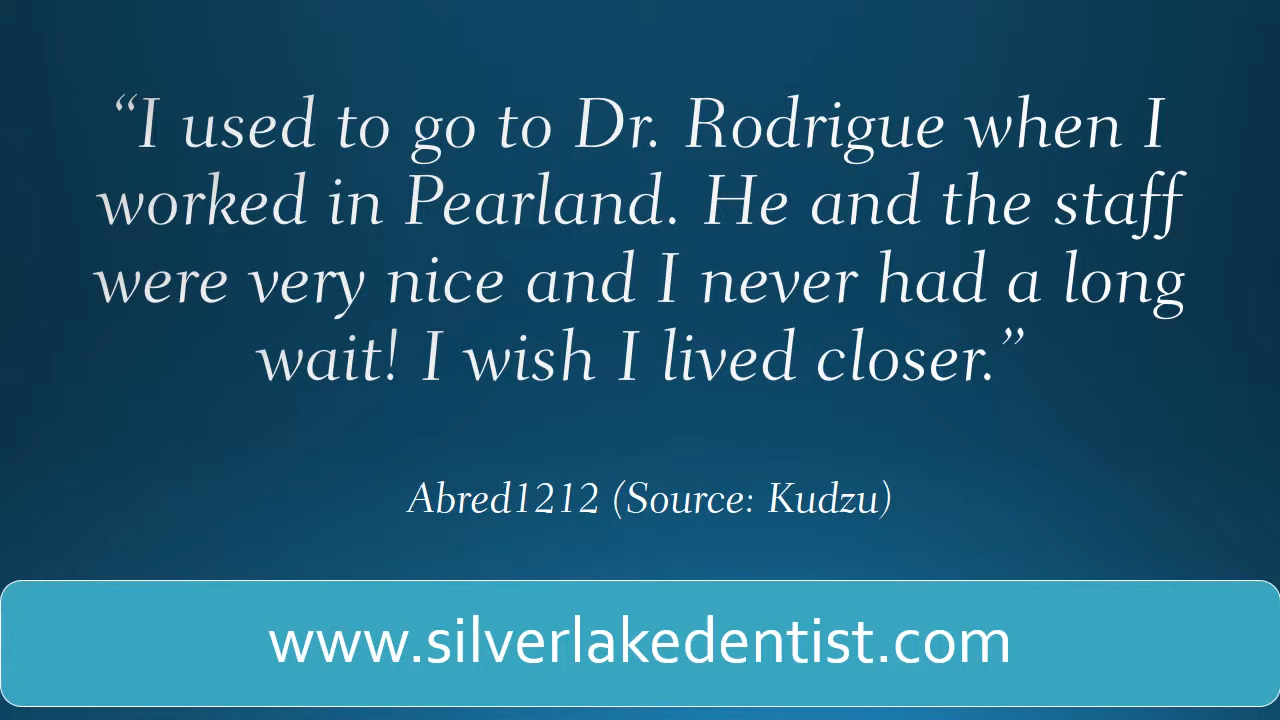 “I used to go to Dr. Rodrigue when I
worked in Pearland. He and the staff
were very nice and I never had a long
wait! I wish I lived closer.”
Abred1212 (Source: Kudzu)
www.silverlakedentist.com